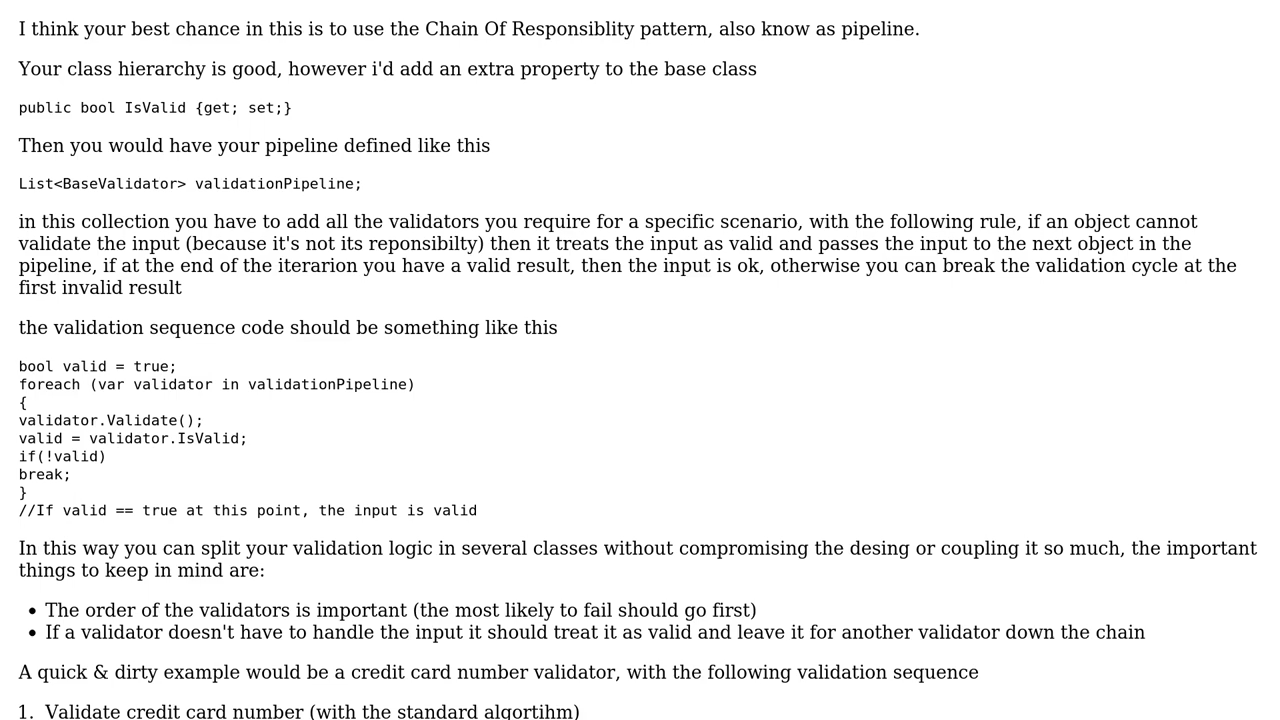 I think your best chance in this is to use the Chain Of Responsiblity pattern, also know as pipeline.
Your class hierarchy is good, however i'd add an extra property to the base class
public bool IsValid {get; set;}
Then you would have your pipeline defined like this
List<BaseValidator> validationPipeline;
in this collection you have to add all the validators you require for a specific scenario, with the following rule, if an object cannot
validate the input (because it's not its reponsibilty) then it treats the input as valid and passes the input to the next object in the
pipeline, if at the end of the iterarion you have a valid result, then the input is ok, otherwise you can break the validation cycle at the
first invalid result
the validation sequence code should be something like this
bool valid = true;
foreach (var validator in validationPipeline)
{
validator.Validate();
valid = validator.IsValid;
if(!valid)
break;
}
//If valid == true at this point, the input is valid
In this way you can split your validation logic in several classes without compromising the desing or coupling it so much, the important
things to keep in mind are:
• The order of the validators is important (the most likely to fail should go first)
• If a validator doesn't have to handle the input it should treat it as valid and leave it for another validator down the chain
A quick & dirty example would be a credit card number validator, with the following validation sequence
1. Validate credit card number (with the standard algortihm)